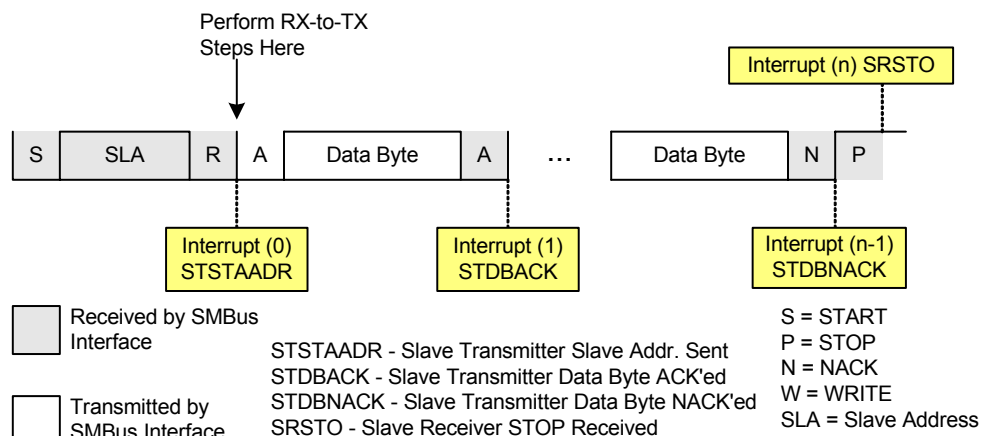 Perform RX-to-TX
Steps Here
Interrupt (n) SRSTO
S SLA R A Data Byte A ... Data Byte N P
Interrupt (0)
STSTAADR
Interrupt (1)
STDBACK
Interrupt (n-1)
STDBNACK
Received by SMBus
Interface
Transmitted by
SMBus Interface
STSTAADR - Slave Transmitter Slave Addr. Sent
STDBACK - Slave Transmitter Data Byte ACK'ed
STDBNACK - Slave Transmitter Data Byte NACK'ed
SRSTO - Slave Receiver STOP Received
S = START
P = STOP
N = NACK
W = WRITE
SLA = Slave Address